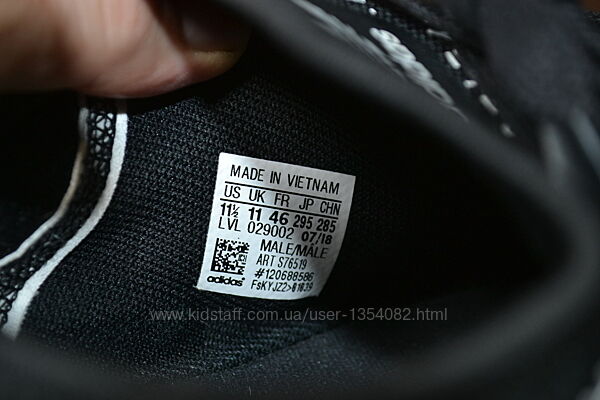 MADE IN VIETNAM
US UK FR JP CHN
11½ 11 46 295 285
LVL 029002 07/18
MALE/MÂLE
ART S76519
#120688586
adidas
www.kidstaff.com.ua/user-1354082.html